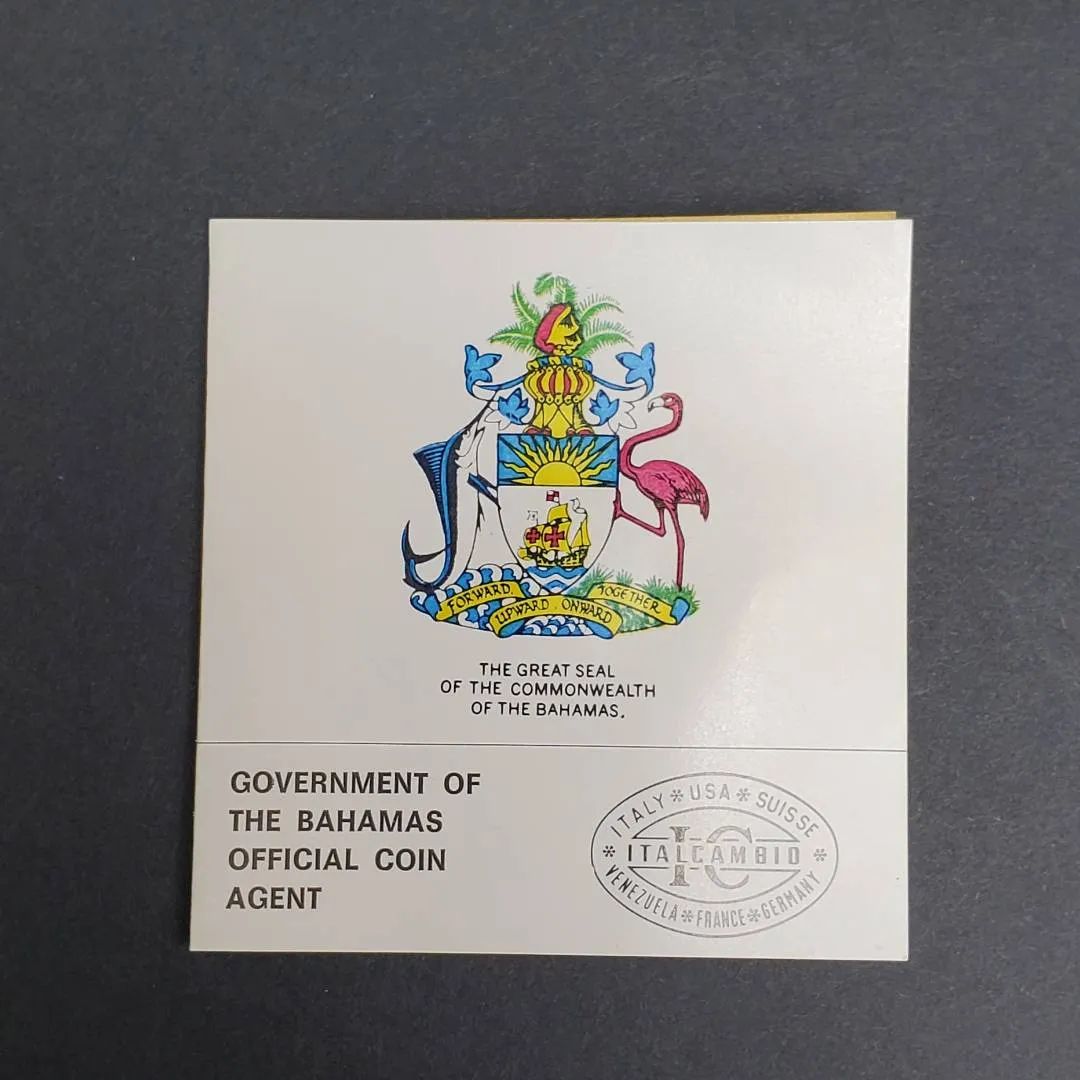 FORWARD, UPWARD, ONWARD TOGETHER
THE GREAT SEAL
OF THE COMMONWEALTH
OF THE BAHAMAS.
GOVERNMENT OF
THE BAHAMAS
OFFICIAL COIN
AGENT
ITALY * USA * SUISSE
IC
* ITALCAMBIO *
VENEZUELA * FRANCE * GERMANY